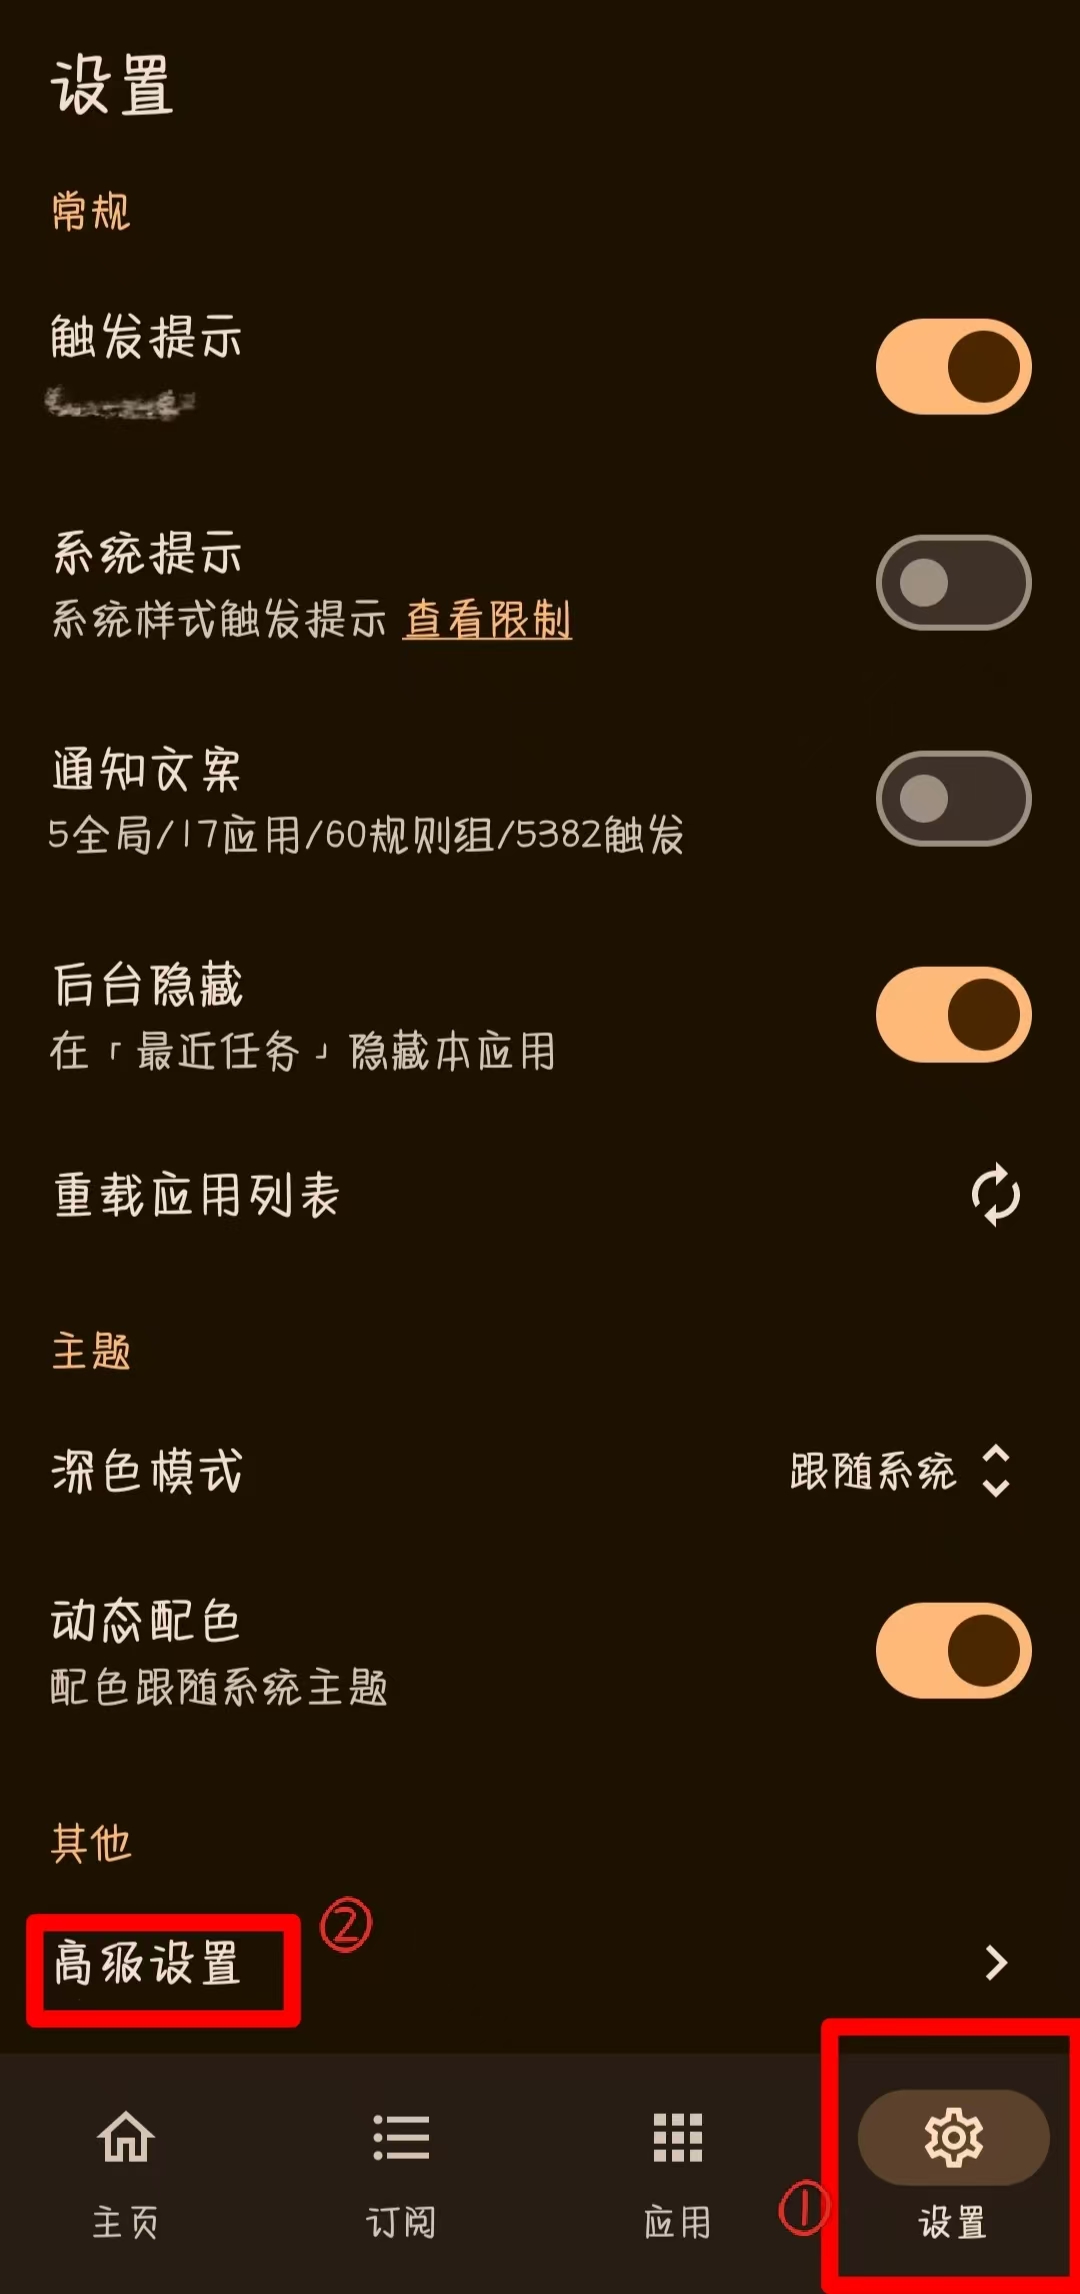 设置
常规
触发提示
系统提示
系统样式触发提示 查看限制
通知文案
5全局/17应用/60规则组/5382触发
后台隐藏
在「最近任务」隐藏本应用
重载应用列表
主题
深色模式 跟随系统
动态配色
配色跟随系统主题
其他
②
高级设置
主页 订阅 应用 ① 设置